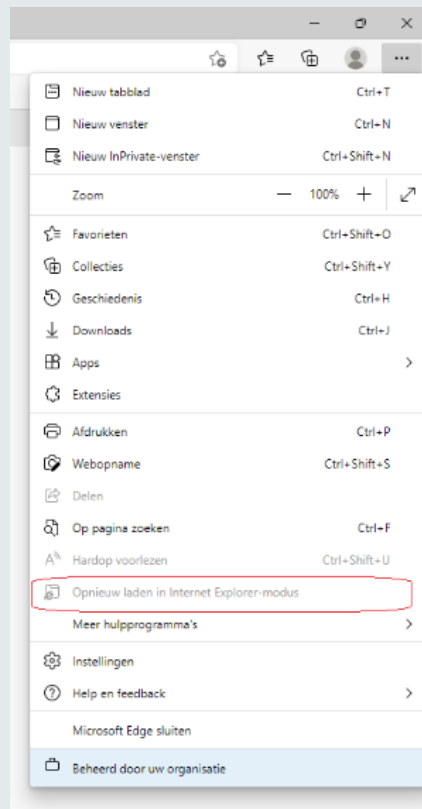 Nieuw tabblad Ctrl+T
Nieuw venster Ctrl+N
Nieuw InPrivate-venster Ctrl+Shift+N
Zoom 100%
Favorieten Ctrl+Shift+O
Collecties Ctrl+Shift+Y
Geschiedenis Ctrl+H
Downloads Ctrl+J
Apps
Extensies
Afdrukken Ctrl+P
Webopname Ctrl+Shift+S
Delen
Op pagina zoeken Ctrl+F
Hardop voorlezen Ctrl+Shift+U
Opnieuw laden in Internet Explorer-modus
Meer hulpprogramma's
Instellingen
Help en feedback
Microsoft Edge sluiten
Beheerd door uw organisatie